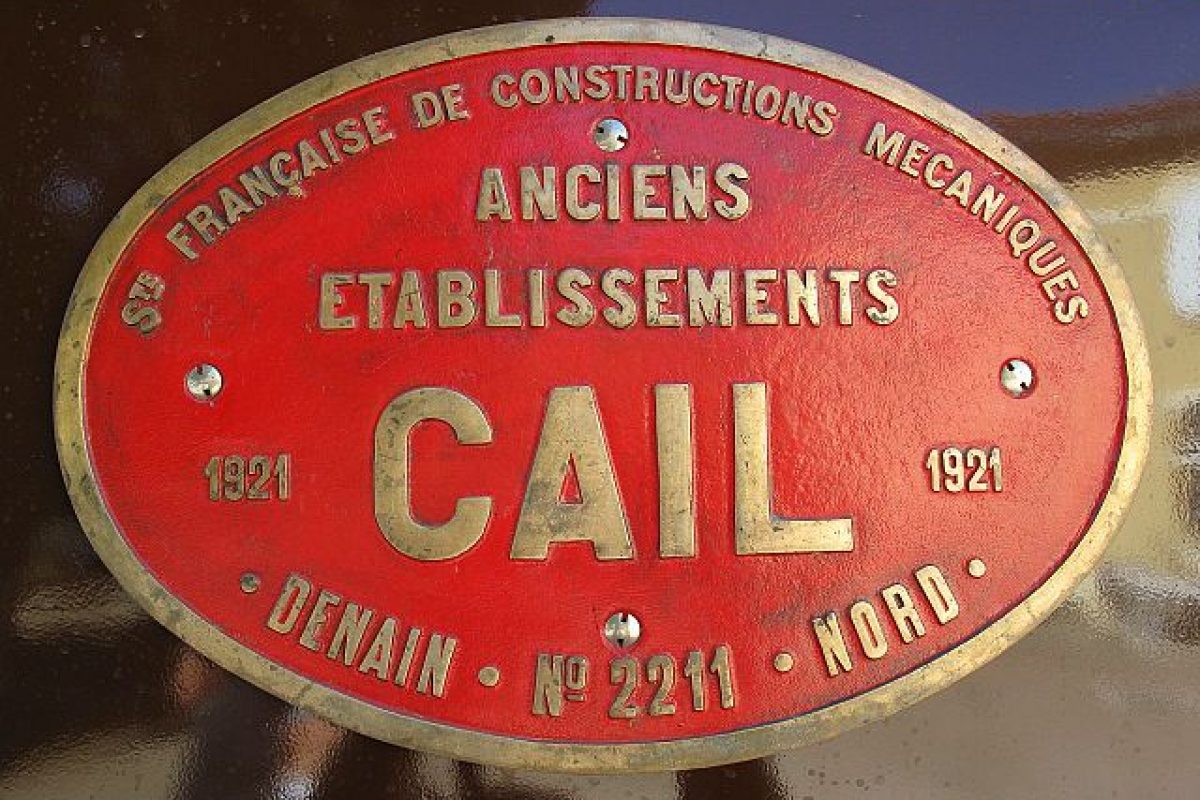 STÉ FRANÇAISE DE CONSTRUCTIONS MECANIQUES
ANCIENS
ETABLISSEMENTS
CAIL
1921 1921
• DENAIN • Nº 2211 • NORD •